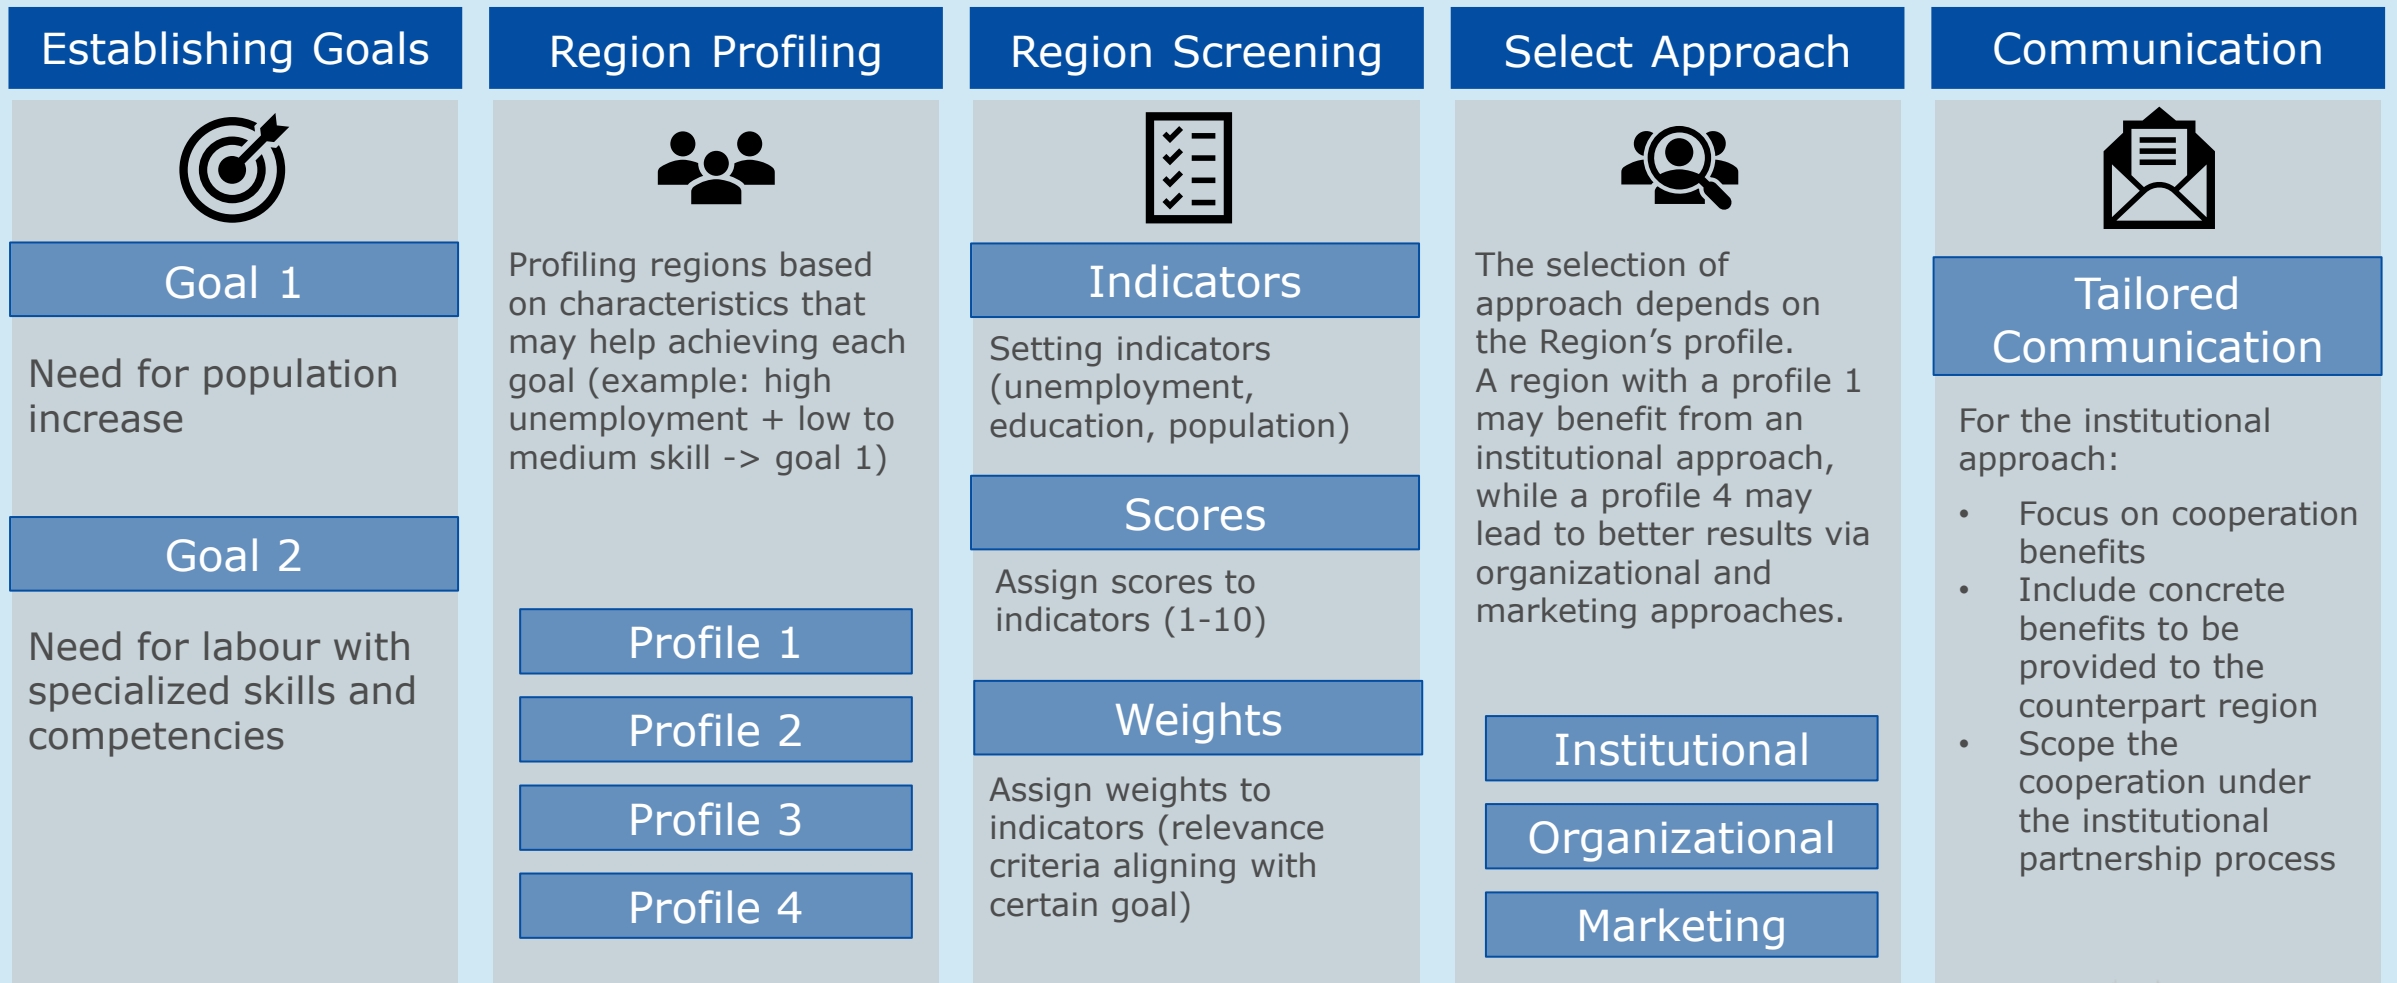 Establishing Goals
Goal 1
Need for population
increase
Goal 2
Need for labour with
specialized skills and
competencies
Region Profiling
Profiling regions based
on characteristics that
may help achieving each
goal (example: high
unemployment + low to
medium skill -> goal 1)
Profile 1
Profile 2
Profile 3
Profile 4
Region Screening
Indicators
Setting indicators
(unemployment,
education, population)
Scores
Assign scores to
indicators (1-10)
Weights
Assign weights to
indicators (relevance
criteria aligning with
certain goal)
Select Approach
The selection of
approach depends on
the Region’s profile.
A region with a profile 1
may benefit from an
institutional approach,
while a profile 4 may
lead to better results via
organizational and
marketing approaches.
Institutional
Organizational
Marketing
Communication
Tailored
Communication
For the institutional
approach:
• Focus on cooperation
benefits
• Include concrete
benefits to be
provided to the
counterpart region
• Scope the
cooperation under
the institutional
partnership process